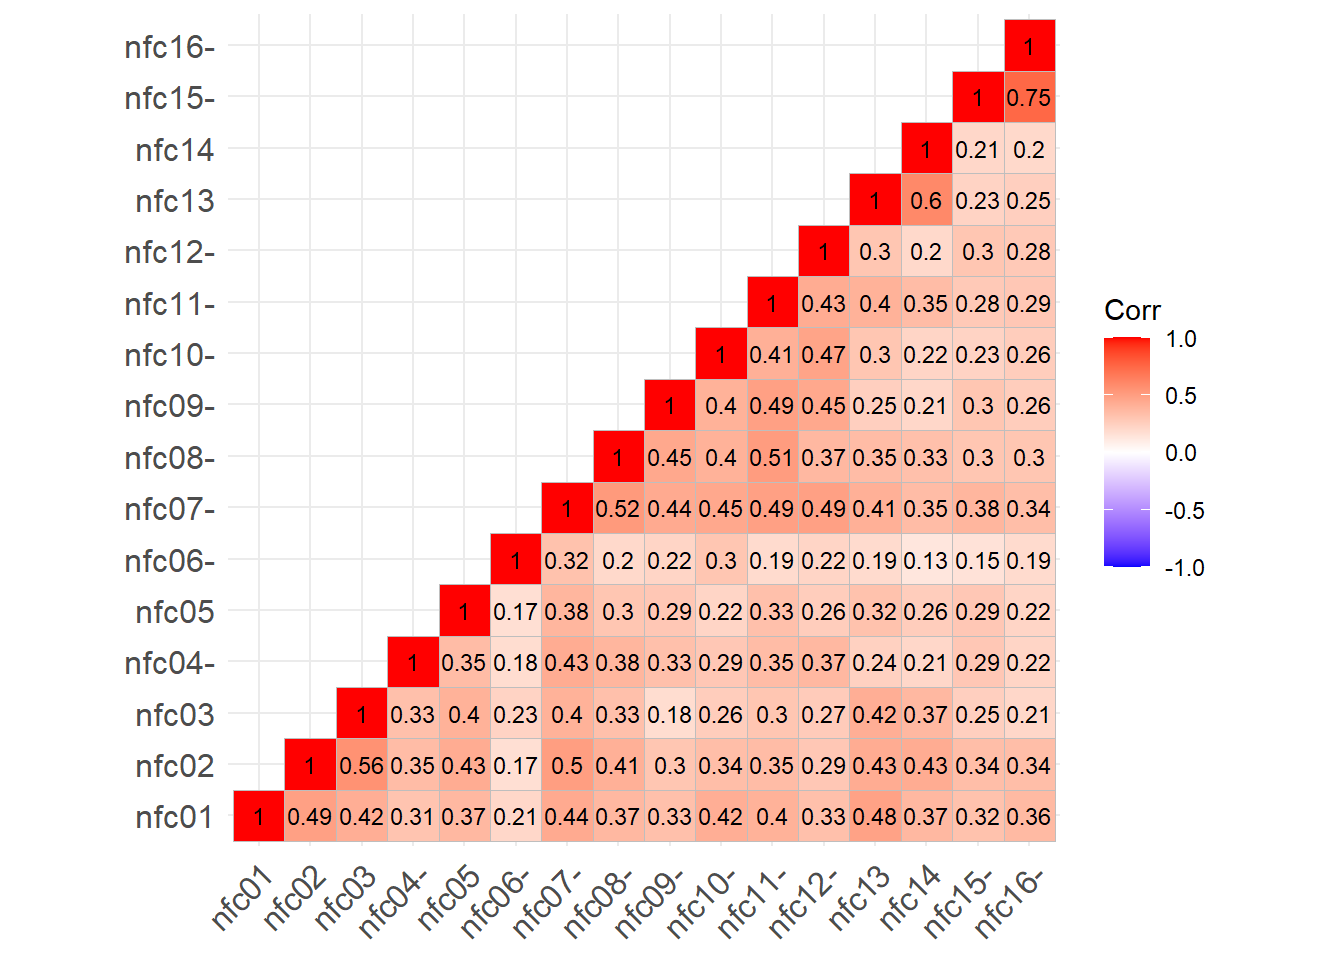 nfc16- 1
nfc15- 1 0.75
nfc14 1 0.21 0.2
nfc13 1 0.6 0.23 0.25
nfc12- 1 0.3 0.2 0.3 0.28
nfc11- 1 0.43 0.4 0.35 0.28 0.29
nfc10- 1 0.41 0.47 0.3 0.22 0.23 0.26
nfc09- 1 0.4 0.49 0.45 0.25 0.21 0.3 0.26
nfc08- 1 0.45 0.4 0.51 0.37 0.35 0.33 0.3 0.3
nfc07- 1 0.52 0.44 0.45 0.49 0.49 0.41 0.35 0.38 0.34
nfc06- 1 0.32 0.2 0.22 0.3 0.19 0.22 0.19 0.13 0.15 0.19
nfc05 1 0.17 0.38 0.3 0.29 0.22 0.33 0.26 0.32 0.26 0.29 0.22
nfc04- 1 0.35 0.18 0.43 0.38 0.33 0.29 0.35 0.37 0.24 0.21 0.29 0.22
nfc03 1 0.33 0.4 0.23 0.4 0.33 0.18 0.26 0.3 0.27 0.42 0.37 0.25 0.21
nfc02 1 0.56 0.35 0.43 0.17 0.5 0.41 0.3 0.34 0.35 0.29 0.43 0.43 0.34 0.34
nfc01 1 0.49 0.42 0.31 0.37 0.21 0.44 0.37 0.33 0.42 0.4 0.33 0.48 0.37 0.32 0.36
nfc01 nfc02 nfc03 nfc04- nfc05 nfc06- nfc07- nfc08- nfc09- nfc10- nfc11- nfc12- nfc13 nfc14 nfc15- nfc16-
Corr
1.0
0.5
0.0
-0.5
-1.0